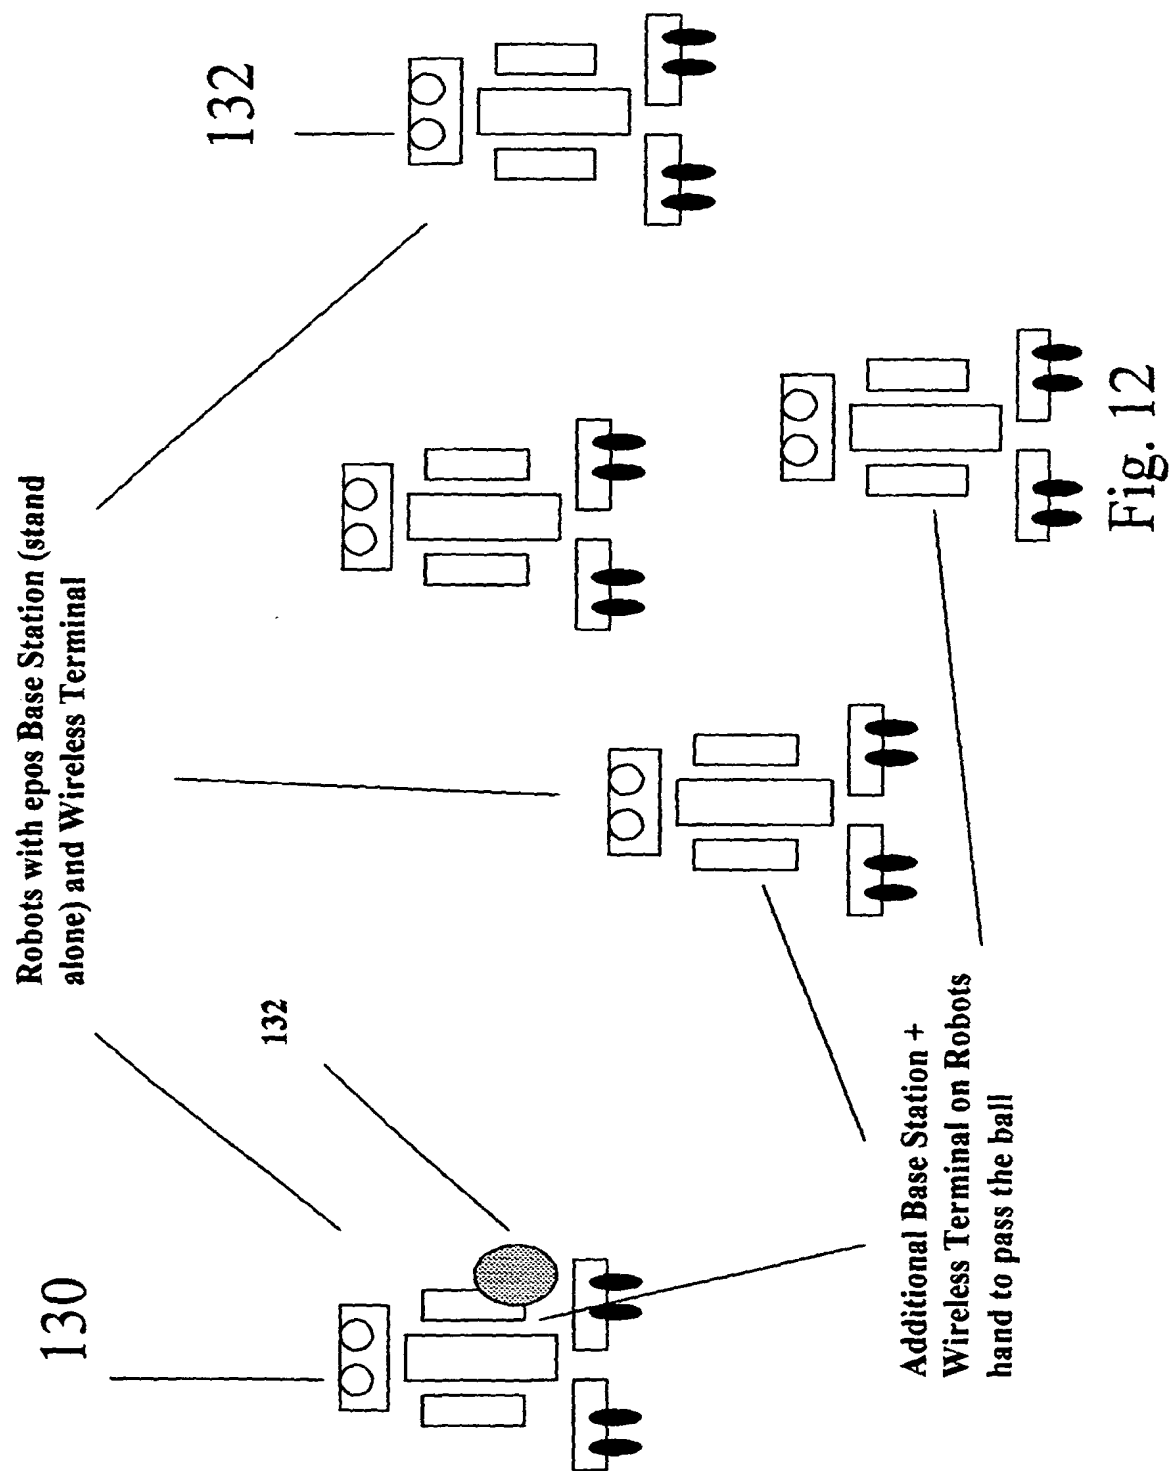 Robots with epos Base Station (stand
alone) and Wireless Terminal
130
132
132
Additional Base Station +
Wireless Terminal on Robots
hand to pass the ball
Fig. 12